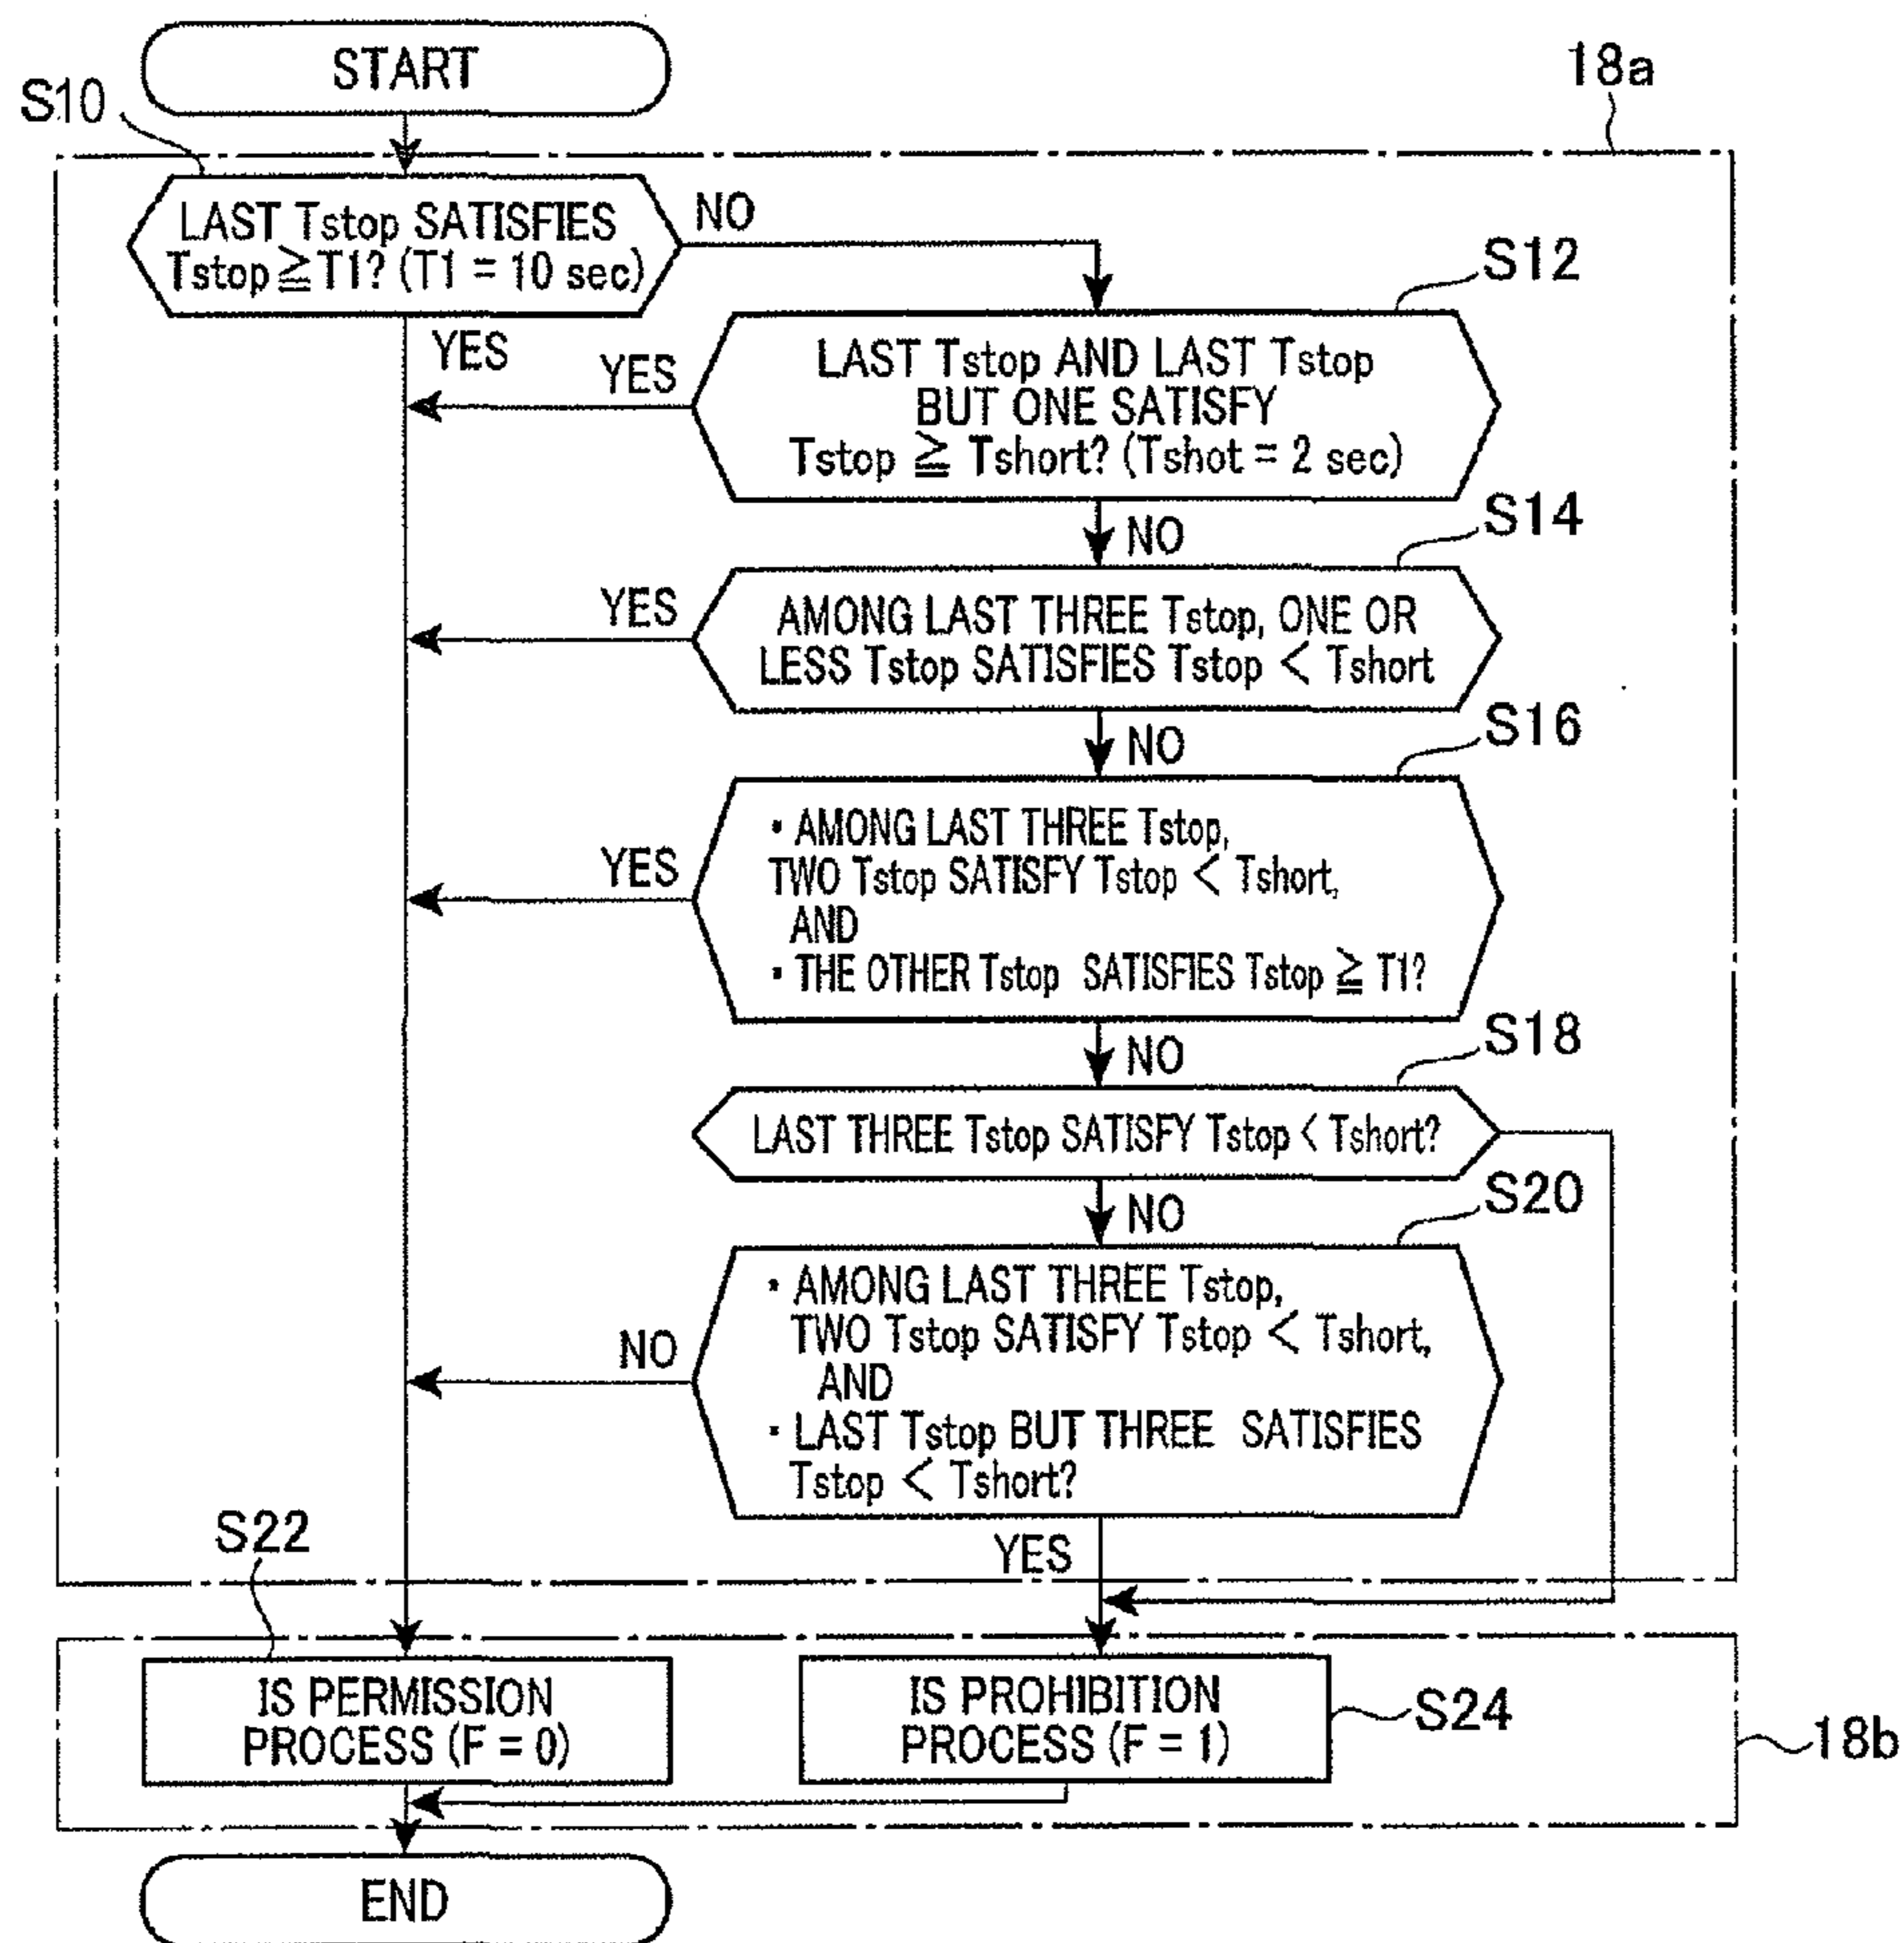 START
S10
18a
LAST Tstop SATISFIES
Tstop ≧ T1? (T1 = 10 sec)
NO
YES
S12
LAST Tstop AND LAST Tstop
BUT ONE SATISFY
Tstop ≧ Tshort? (Tshot = 2 sec)
YES
NO
S14
AMONG LAST THREE Tstop, ONE OR
LESS Tstop SATISFIES Tstop < Tshort
YES
NO
S16
・AMONG LAST THREE Tstop,
TWO Tstop SATISFY Tstop < Tshort,
AND
・THE OTHER Tstop SATISFIES Tstop ≧ T1?
YES
NO
S18
LAST THREE Tstop SATISFY Tstop < Tshort?
NO
S20
・AMONG LAST THREE Tstop,
TWO Tstop SATISFY Tstop < Tshort,
AND
・LAST Tstop BUT THREE SATISFIES
Tstop < Tshort?
NO
YES
S22
IS PERMISSION
PROCESS (F = 0)
IS PROHIBITION
PROCESS (F = 1)
S24
18b
END